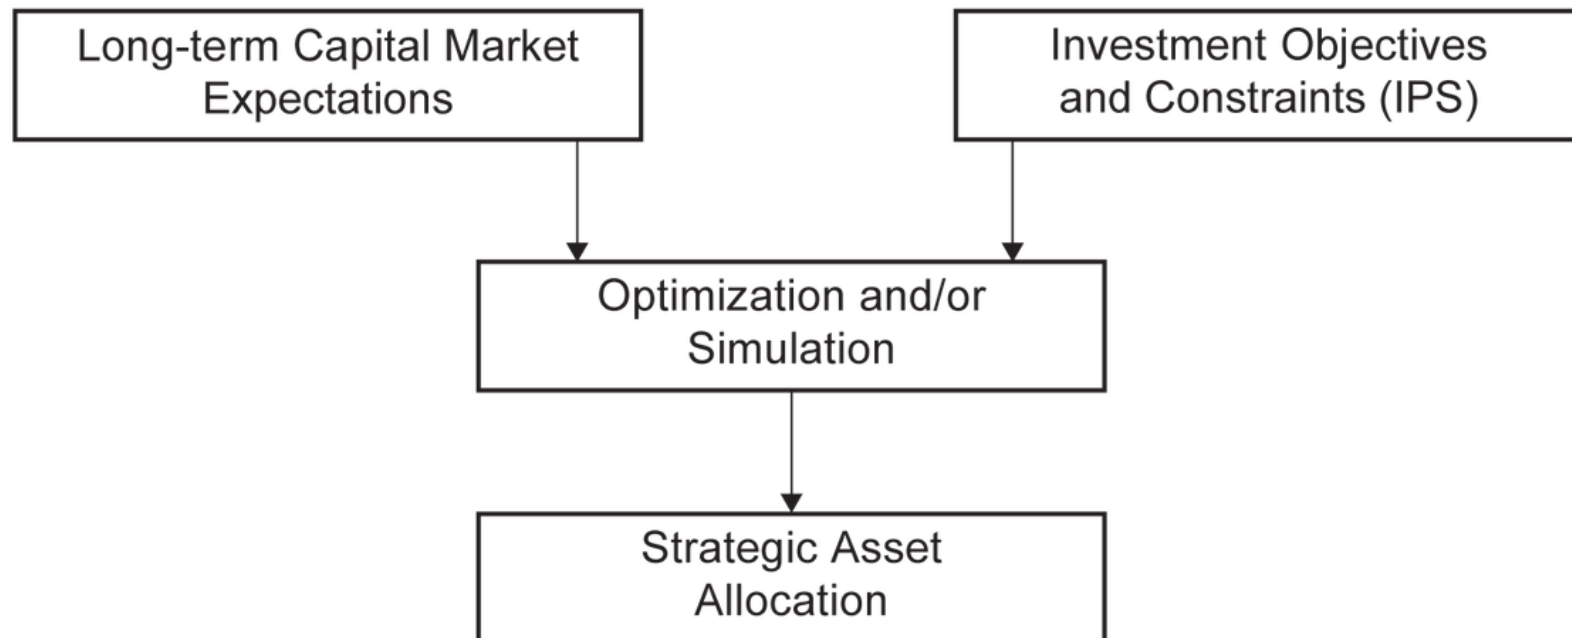 Long-term Capital Market
Expectations
Investment Objectives
and Constraints (IPS)
Optimization and/or
Simulation
Strategic Asset
Allocation